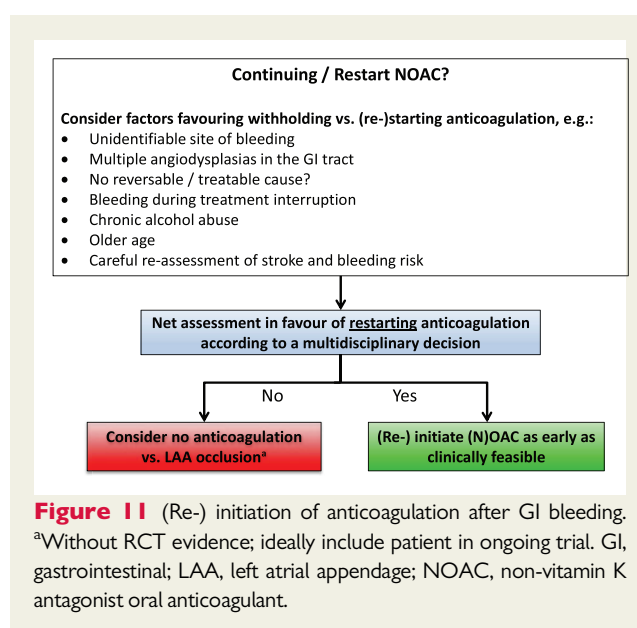 Continuing / Restart NOAC?
Consider factors favouring withholding vs. (re-)starting anticoagulation, e.g.:
• Unidentifiable site of bleeding
• Multiple angiodysplasias in the GI tract
• No reversable / treatable cause?
• Bleeding during treatment interruption
• Chronic alcohol abuse
• Older age
• Careful re-assessment of stroke and bleeding risk
Net assessment in favour of restarting anticoagulation
according to a multidisciplinary decision
No
Yes
Consider no anticoagulation
vs. LAA occlusionᵃ
(Re-) initiate (N)OAC as early as
clinically feasible
Figure 11 (Re-) initiation of anticoagulation after GI bleeding.
ᵃWithout RCT evidence; ideally include patient in ongoing trial. GI,
gastrointestinal; LAA, left atrial appendage; NOAC, non-vitamin K
antagonist oral anticoagulant.